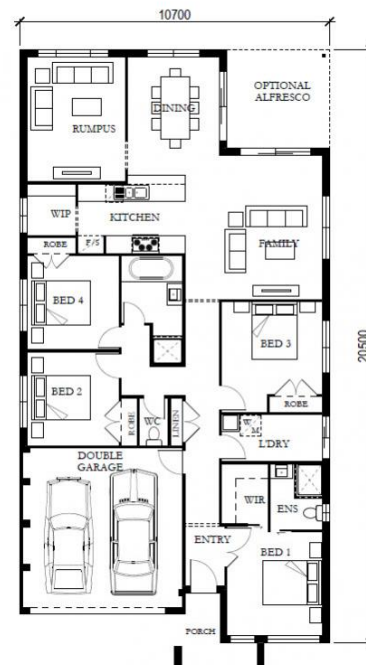 10700
OPTIONAL
ALFRESCO
DINING
RUMPUS
WIP
KITCHEN
ROBE
F/S
FAMILY
BED 4
BED 3
BED 2
ROBE
ROBE
WC
LINEN
W
M
L'DRY
DOUBLE
GARAGE
WIR
ENS
ENTRY
BED 1
PORCH
20500